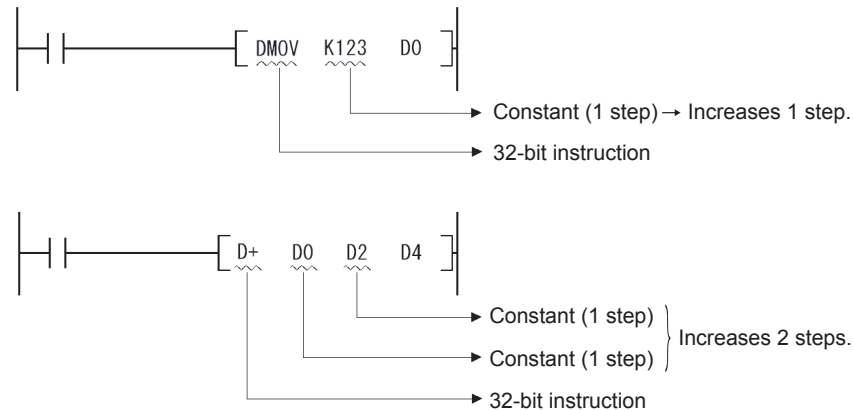 DMOV K123 D0
Constant (1 step) → Increases 1 step.
32-bit instruction
D+ D0 D2 D4
Constant (1 step)
Increases 2 steps.
Constant (1 step)
32-bit instruction